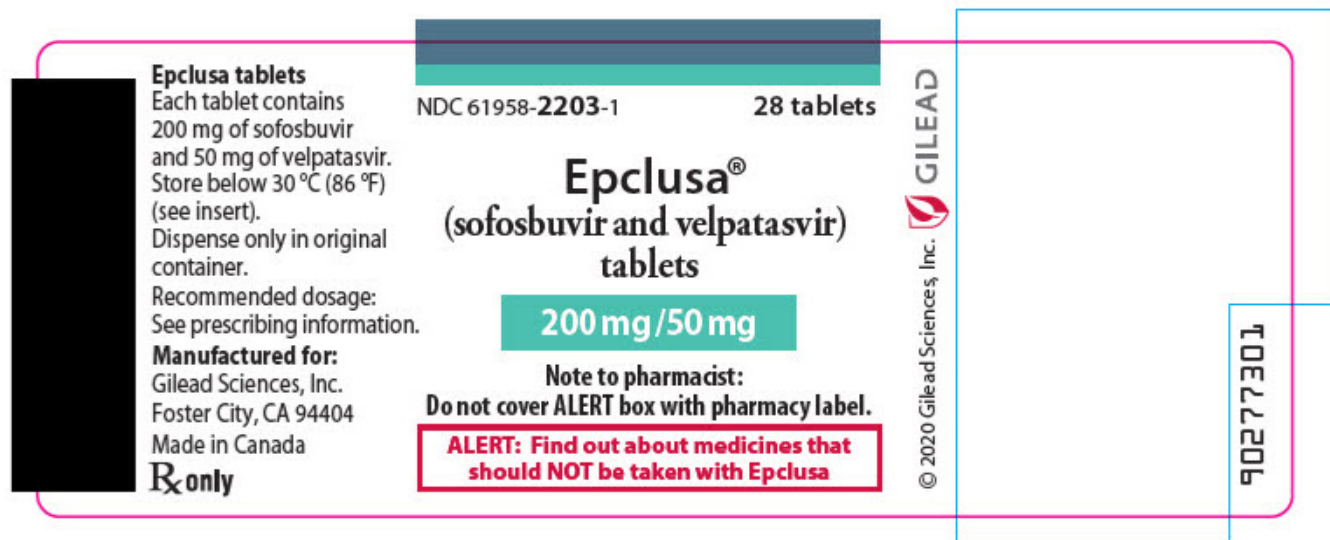 Epclusa tablets
Each tablet contains
200 mg of sofosbuvir
and 50 mg of velpatasvir.
Store below 30 ºC (86 ºF)
(see insert).
Dispense only in original
container.
Recommended dosage:
See prescribing information.
Manufactured for:
Gilead Sciences, Inc.
Foster City, CA 94404
Made in Canada
Rx only
NDC 61958-2203-1 28 tablets
Epclusa®
(sofosbuvir and velpatasvir)
tablets
200 mg/50 mg
Note to pharmacist:
Do not cover ALERT box with pharmacy label.
ALERT: Find out about medicines that
should NOT be taken with Epclusa
© 2020 Gilead Sciences, Inc. GILEAD
10377206